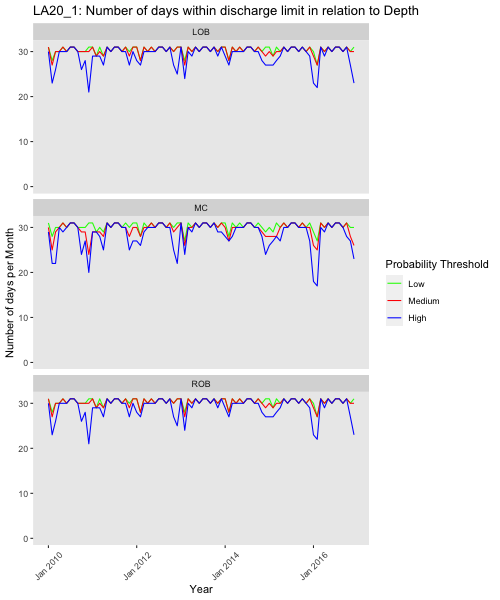 LA20_1: Number of days within discharge limit in relation to Depth
LOB
30
20
10
0
MC
30
20
10
0
ROB
30
20
10
0
Number of days per Month
Jan 2010
Jan 2012
Jan 2014
Jan 2016
Year
Probability Threshold
Low
Medium
High